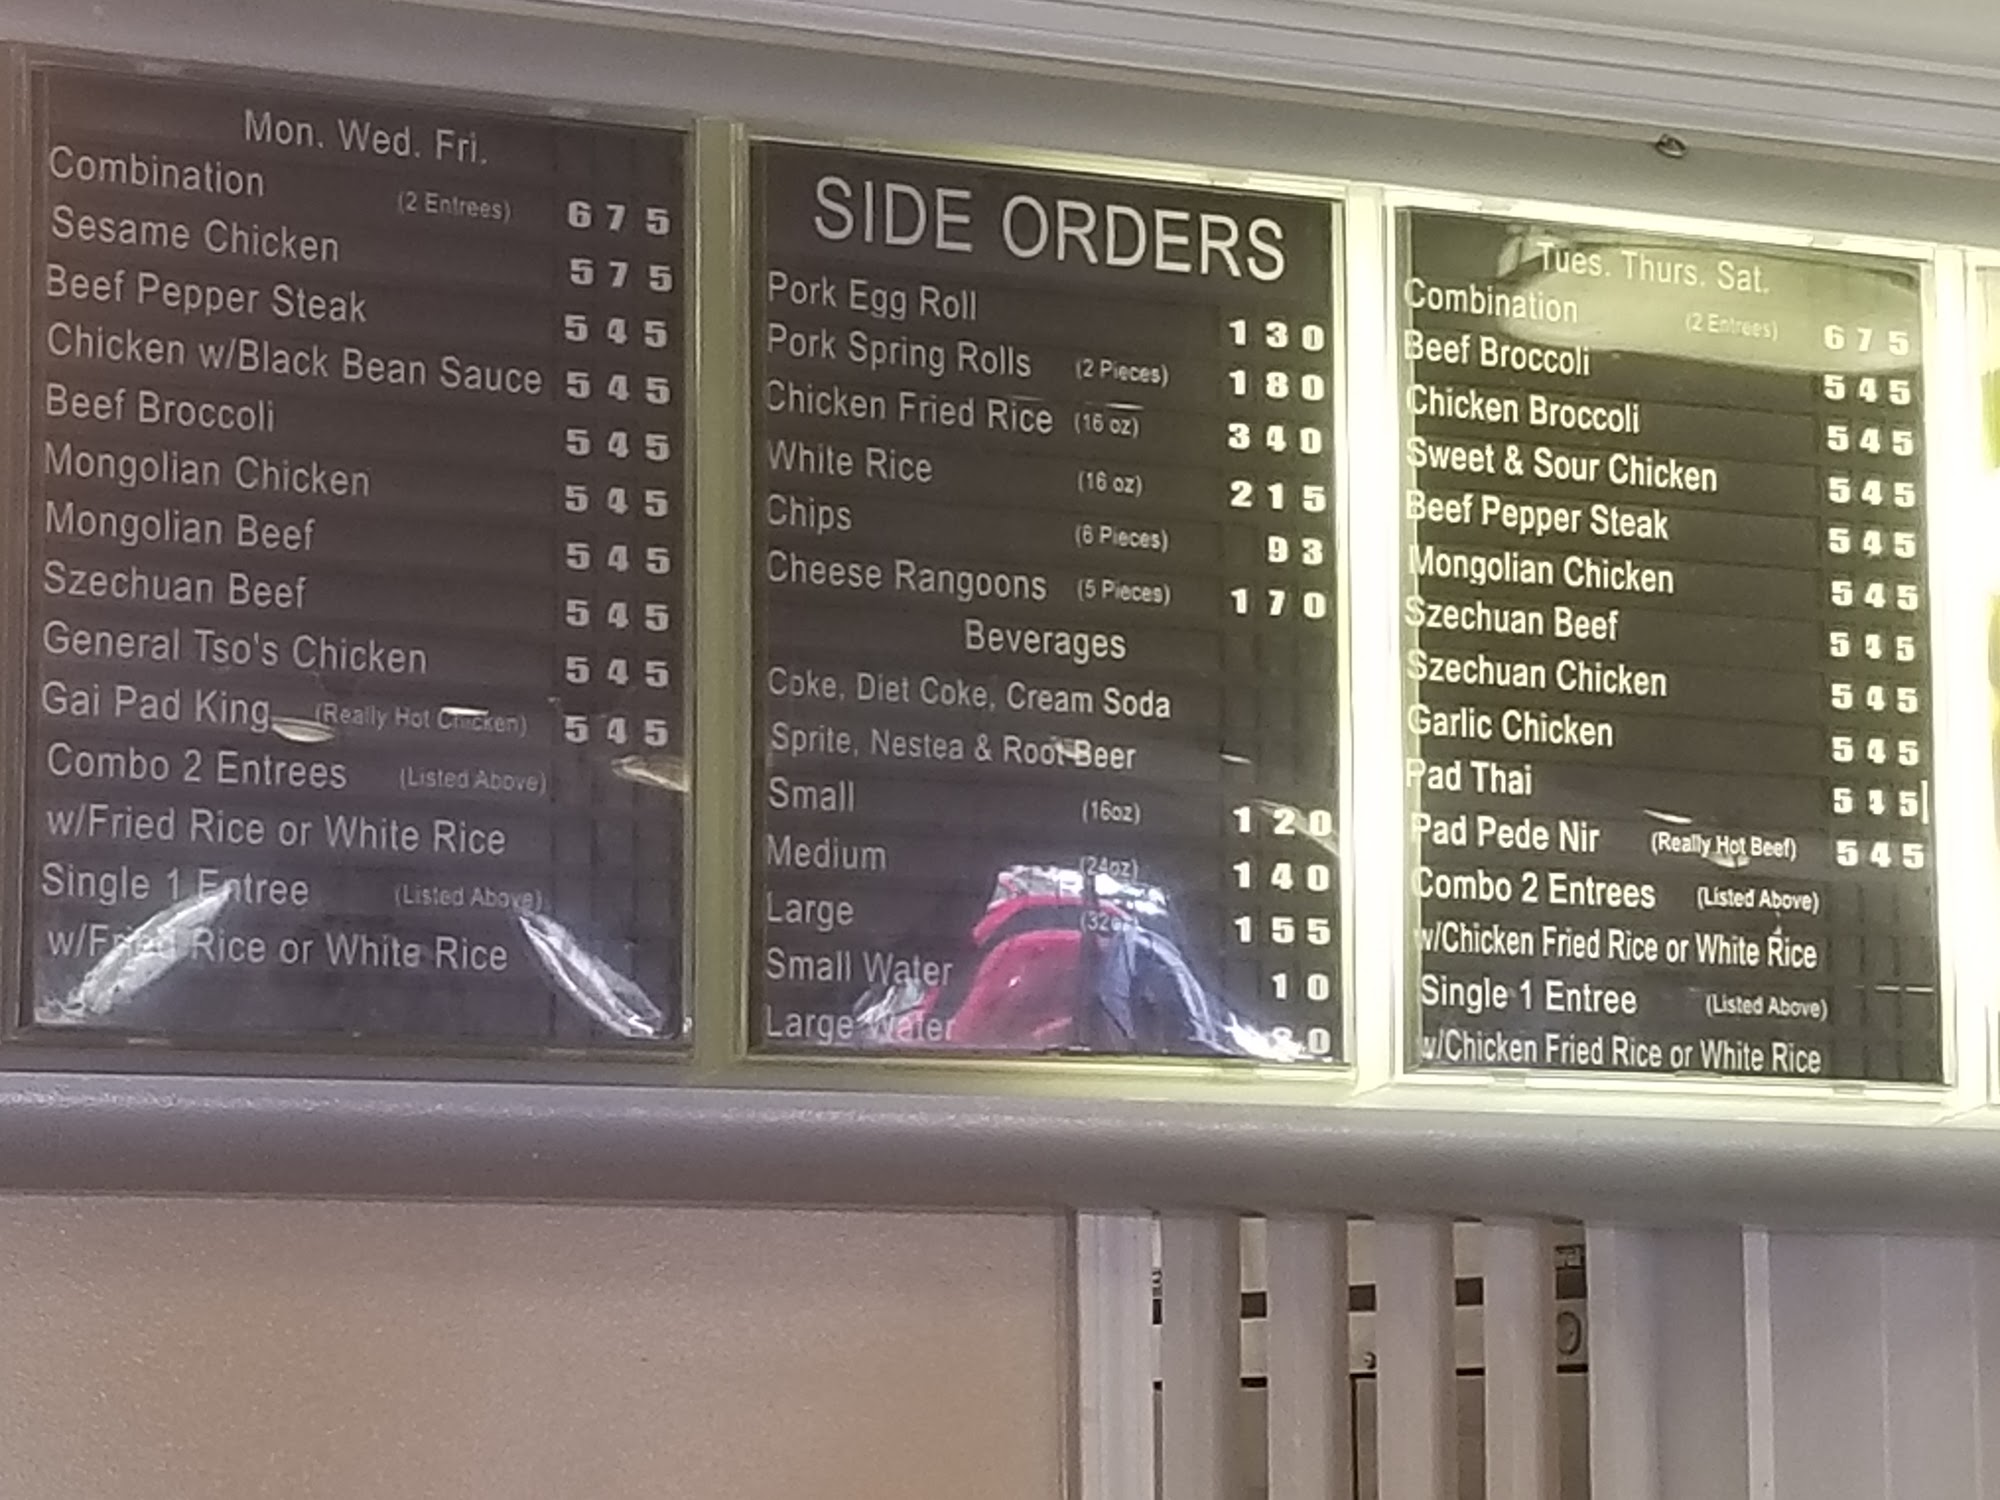 Mon. Wed. Fri.
Combination (2 Entrees) 6 7 5
Sesame Chicken 5 7 5
Beef Pepper Steak 5 4 5
Chicken w/Black Bean Sauce 5 4 5
Beef Broccoli 5 4 5
Mongolian Chicken 5 4 5
Mongolian Beef 5 4 5
Szechuan Beef 5 4 5
General Tso's Chicken 5 4 5
Gai Pad King (Really Hot Chicken) 5 4 5
Combo 2 Entrees (Listed Above)
w/Fried Rice or White Rice
Single 1 Entree (Listed Above)
w/Fried Rice or White Rice
SIDE ORDERS
Pork Egg Roll 1 3 0
Pork Spring Rolls (2 Pieces) 1 8 0
Chicken Fried Rice (16 oz) 3 4 0
White Rice (16 oz) 2 1 5
Chips (6 Pieces) 9 3
Cheese Rangoons (5 Pieces) 1 7 0
Beverages
Coke, Diet Coke, Cream Soda
Sprite, Nestea & Root Beer
Small (16oz) 1 2 0
Medium (24oz) 1 4 0
Large (32oz) 1 5 5
Small Water 1 0
Large Water
Tues. Thurs. Sat.
Combination (2 Entrees) 6 7 5
Beef Broccoli 5 4 5
Chicken Broccoli 5 4 5
Sweet & Sour Chicken 5 4 5
Beef Pepper Steak 5 4 5
Mongolian Chicken 5 4 5
Szechuan Beef 5 4 5
Szechuan Chicken 5 4 5
Garlic Chicken 5 4 5
Pad Thai 5 4 5
Pad Pede Nir (Really Hot Beef) 5 4 5
Combo 2 Entrees (Listed Above)
w/Chicken Fried Rice or White Rice
Single 1 Entree (Listed Above)
w/Chicken Fried Rice or White Rice